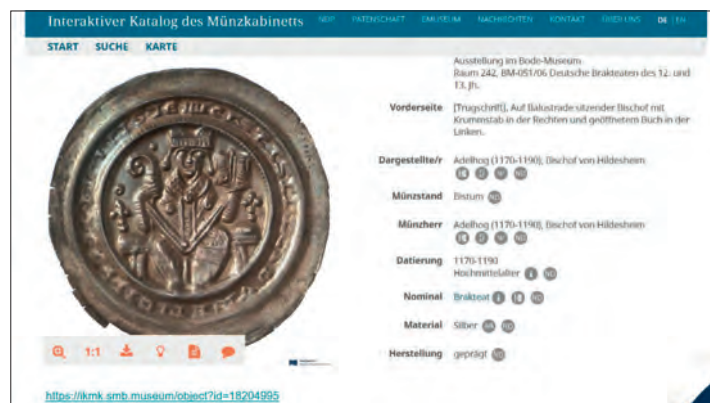 Interaktiver Katalog des Münzkabinetts
NDP PATENSCHAFT EMUSEUM NACHRICHTEN KONTAKT ÜBER UNS DE | EN
START SUCHE KARTE
Ausstellung im Bode-Museum
Raum 242, BM-051/06 Deutsche Brakteaten des 12. und
13. Jh.
Vorderseite [Trugschrift]. Auf Balustrade sitzender Bischof mit
Krummstab in der Rechten und geöffnetem Buch in der
Linken.
Dargestellte/r Adelhog (1170-1190), Bischof von Hildesheim
Münzstand Bistum
Münzherr Adelhog (1170-1190), Bischof von Hildesheim
Datierung 1170-1190
Hochmittelalter
Nominal Brakteat
Material Silber
Herstellung geprägt
1:1
https://ikmk.smb.museum/object?id=18204995